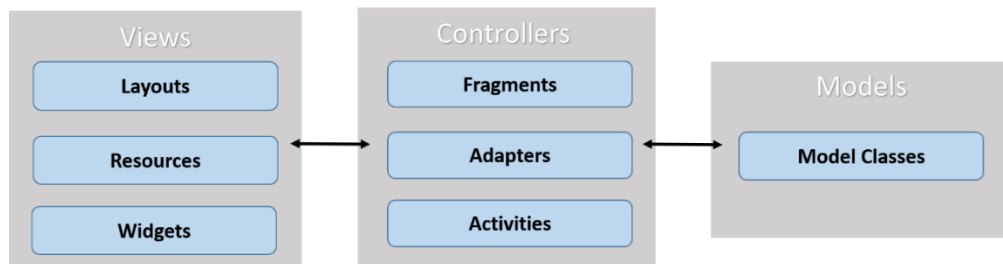 Views
Layouts
Resources
Widgets
Controllers
Fragments
Adapters
Activities
Models
Model Classes